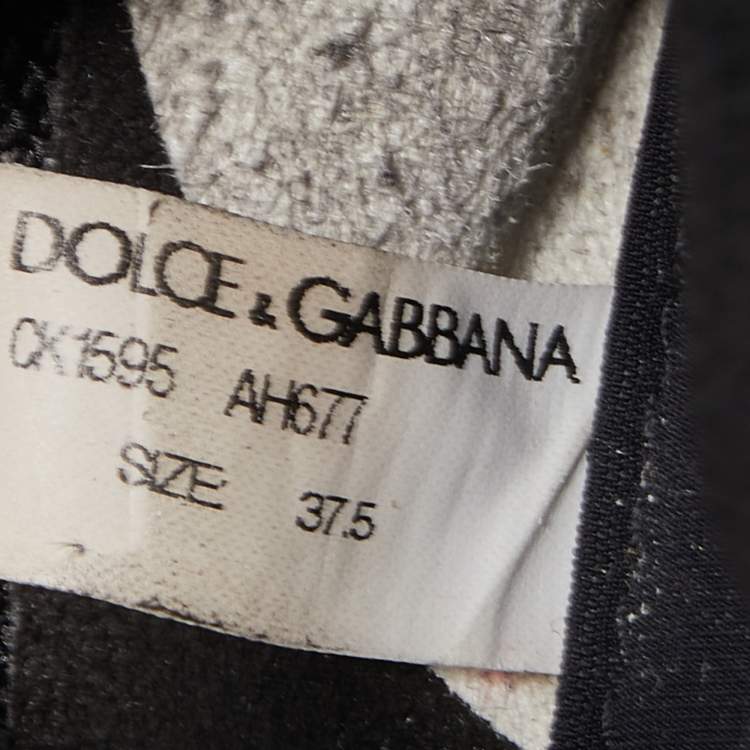 DOLCE & GABBANA
CK1595 AH677
SIZE 37.5